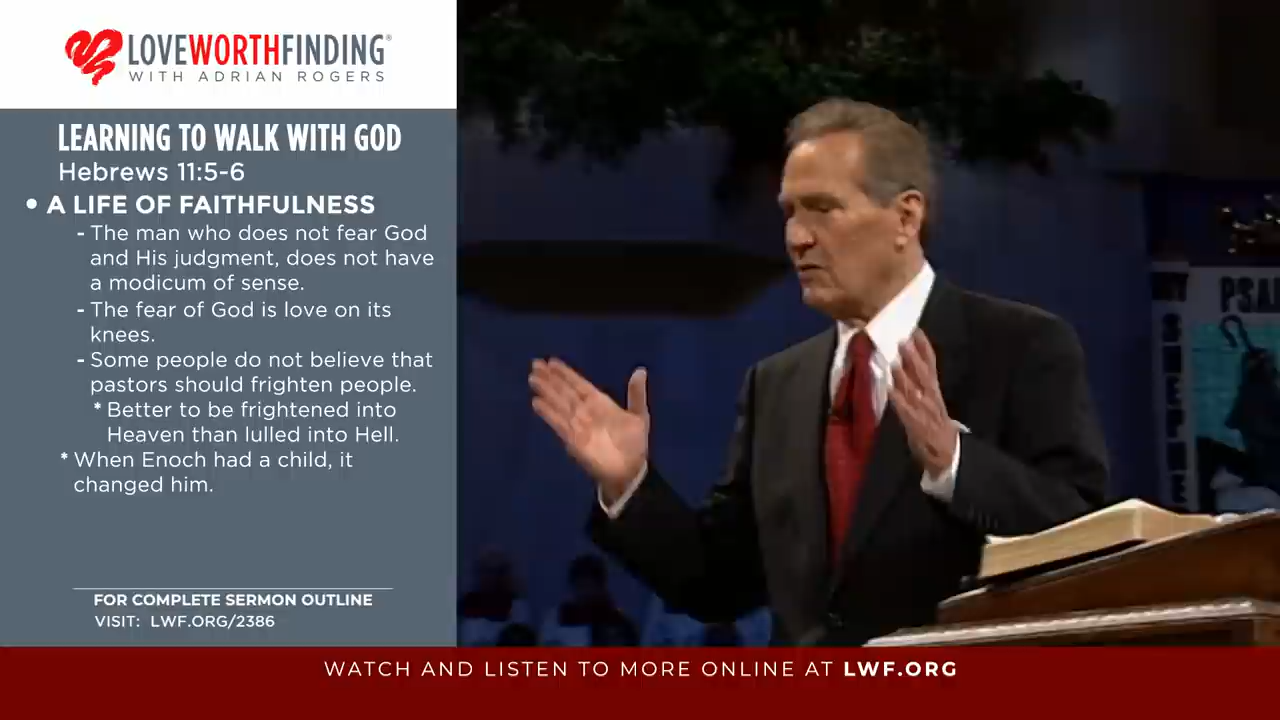 LOVEWORTHFINDING®
WITH ADRIAN ROGERS
LEARNING TO WALK WITH GOD
Hebrews 11:5-6
• A LIFE OF FAITHFULNESS
- The man who does not fear God
and His judgment, does not have
a modicum of sense.
- The fear of God is love on its
knees.
- Some people do not believe that
pastors should frighten people.
* Better to be frightened into
Heaven than lulled into Hell.
* When Enoch had a child, it
changed him.
FOR COMPLETE SERMON OUTLINE
VISIT: LWF.ORG/2386
WATCH AND LISTEN TO MORE ONLINE AT LWF.ORG